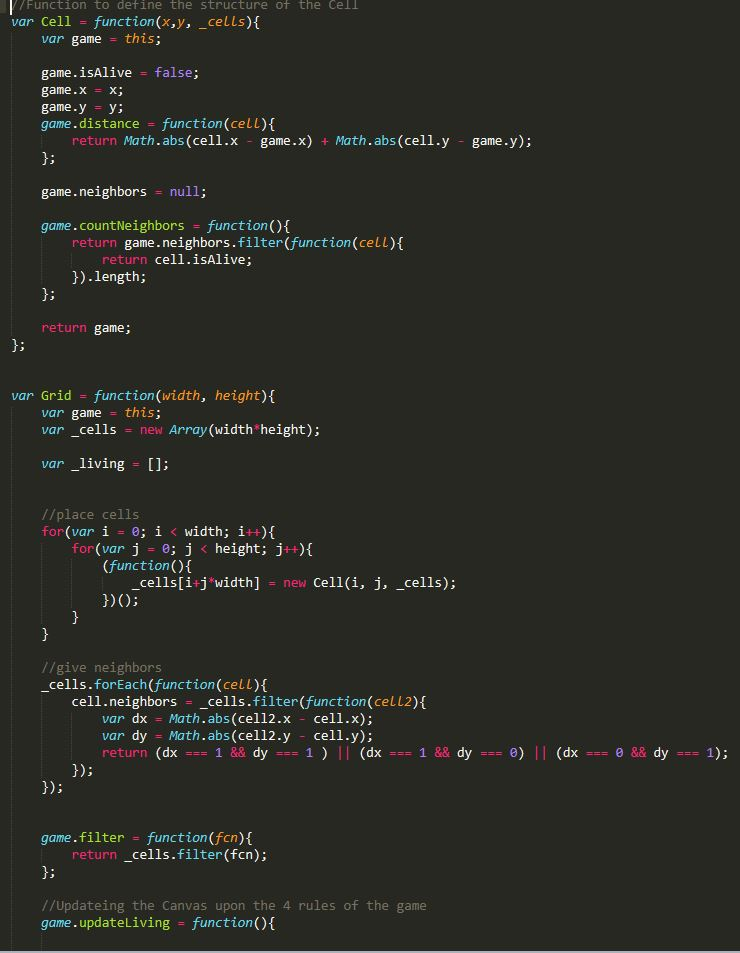 //Function to define the structure of the Cell
var Cell = function(x,y, _cells){
    var game = this;

    game.isAlive = false;
    game.x = x;
    game.y = y;
    game.distance = function(cell){
        return Math.abs(cell.x - game.x) + Math.abs(cell.y - game.y);
    };

    game.neighbors = null;

    game.countNeighbors = function(){
        return game.neighbors.filter(function(cell){
            return cell.isAlive;
        }).length;
    };

    return game;
};


var Grid = function(width, height){
    var game = this;
    var _cells = new Array(width*height);

    var _living = [];


    //place cells
    for(var i = 0; i < width; i++){
        for(var j = 0; j < height; j++){
            (function(){
                _cells[i+j*width] = new Cell(i, j, _cells);
            })();
        }
    }

    //give neighbors
    _cells.forEach(function(cell){
        cell.neighbors = _cells.filter(function(cell2){
            var dx = Math.abs(cell2.x - cell.x);
            var dy = Math.abs(cell2.y - cell.y);
            return (dx === 1 && dy === 1 ) || (dx === 1 && dy === 0) || (dx === 0 && dy === 1);
        });
    });


    game.filter = function(fcn){
        return _cells.filter(fcn);
    };

    //Updateing the Canvas upon the 4 rules of the game
    game.updateLiving = function(){